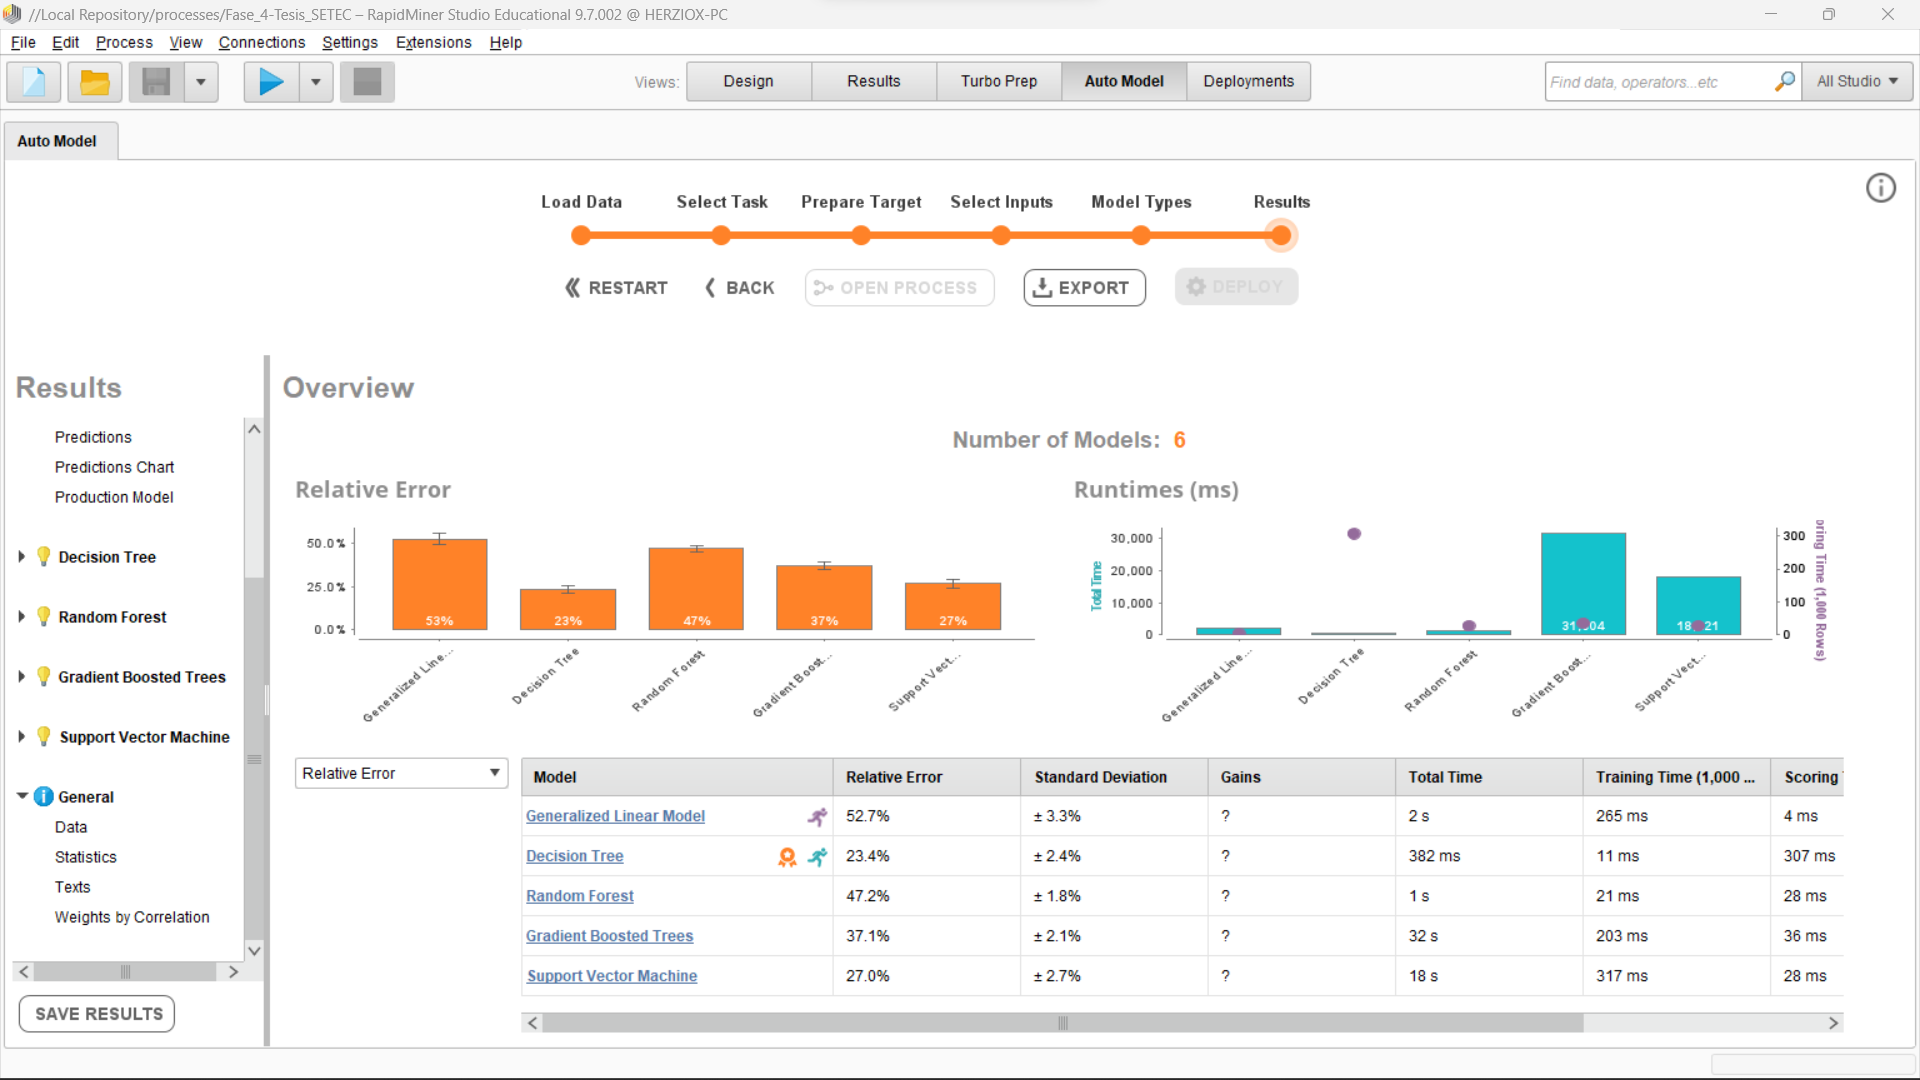 //Local Repository/processes/Fase_4-Tesis_SETEC – RapidMiner Studio Educational 9.7.002 @ HERZIOX-PC
File Edit Process View Connections Settings Extensions Help
Views: Design Results Turbo Prep Auto Model Deployments
Find data, operators...etc
All Studio
Auto Model
Load Data Select Task Prepare Target Select Inputs Model Types Results
RESTART BACK OPEN PROCESS EXPORT DEPLOY
Results
Predictions
Predictions Chart
Production Model
Decision Tree
Random Forest
Gradient Boosted Trees
Support Vector Machine
General
Data
Statistics
Texts
Weights by Correlation
SAVE RESULTS
Overview
Number of Models: 6
Relative Error
50.0%
25.0%
0.0%
53% 23% 47% 37% 27%
Generalized Line... Decision Tree Random Forest Gradient Boost... Support Vect...
Runtimes (ms)
Total Time
30,000
20,000
10,000
0
300
200
100
0
oring Time (1,000 Rows)
Generalized Line... Decision Tree Random Forest Gradient Boost... Support Vect...
Relative Error
Model Relative Error Standard Deviation Gains Total Time Training Time (1,000 ... Scoring
Generalized Linear Model 52.7% ± 3.3% ? 2 s 265 ms 4 ms
Decision Tree 23.4% ± 2.4% ? 382 ms 11 ms 307 ms
Random Forest 47.2% ± 1.8% ? 1 s 21 ms 28 ms
Gradient Boosted Trees 37.1% ± 2.1% ? 32 s 203 ms 36 ms
Support Vector Machine 27.0% ± 2.7% ? 18 s 317 ms 28 ms